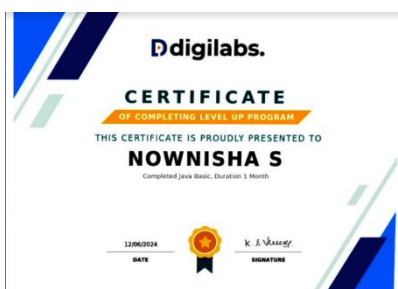 digilabs.
CERTIFICATE
OF COMPLETING LEVEL UP PROGRAM
THIS CERTIFICATE IS PROUDLY PRESENTED TO
NOWNISHA S
Completed Java Basic, Duration 1 Month
12/06/2024
DATE
SIGNATURE